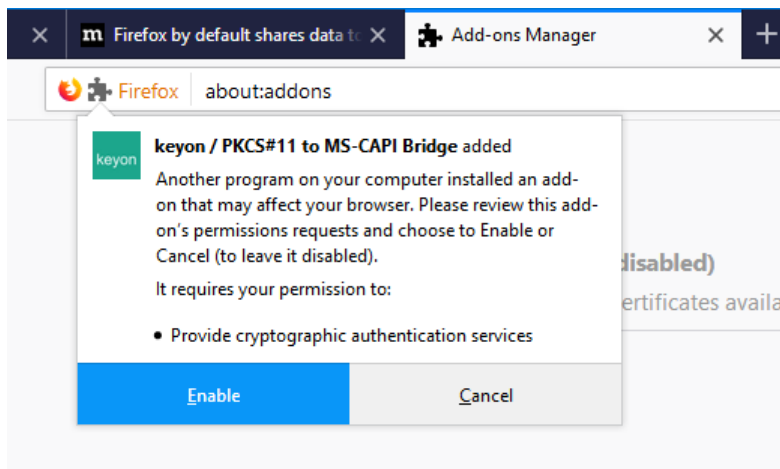 m Firefox by default shares data to
Add-ons Manager
Firefox about:addons
keyon
keyon / PKCS#11 to MS-CAPI Bridge added
Another program on your computer installed an add-
on that may affect your browser. Please review this add-
on's permissions requests and choose to Enable or
Cancel (to leave it disabled).
It requires your permission to:
• Provide cryptographic authentication services
Enable
Cancel
disabled)
ertificates availa